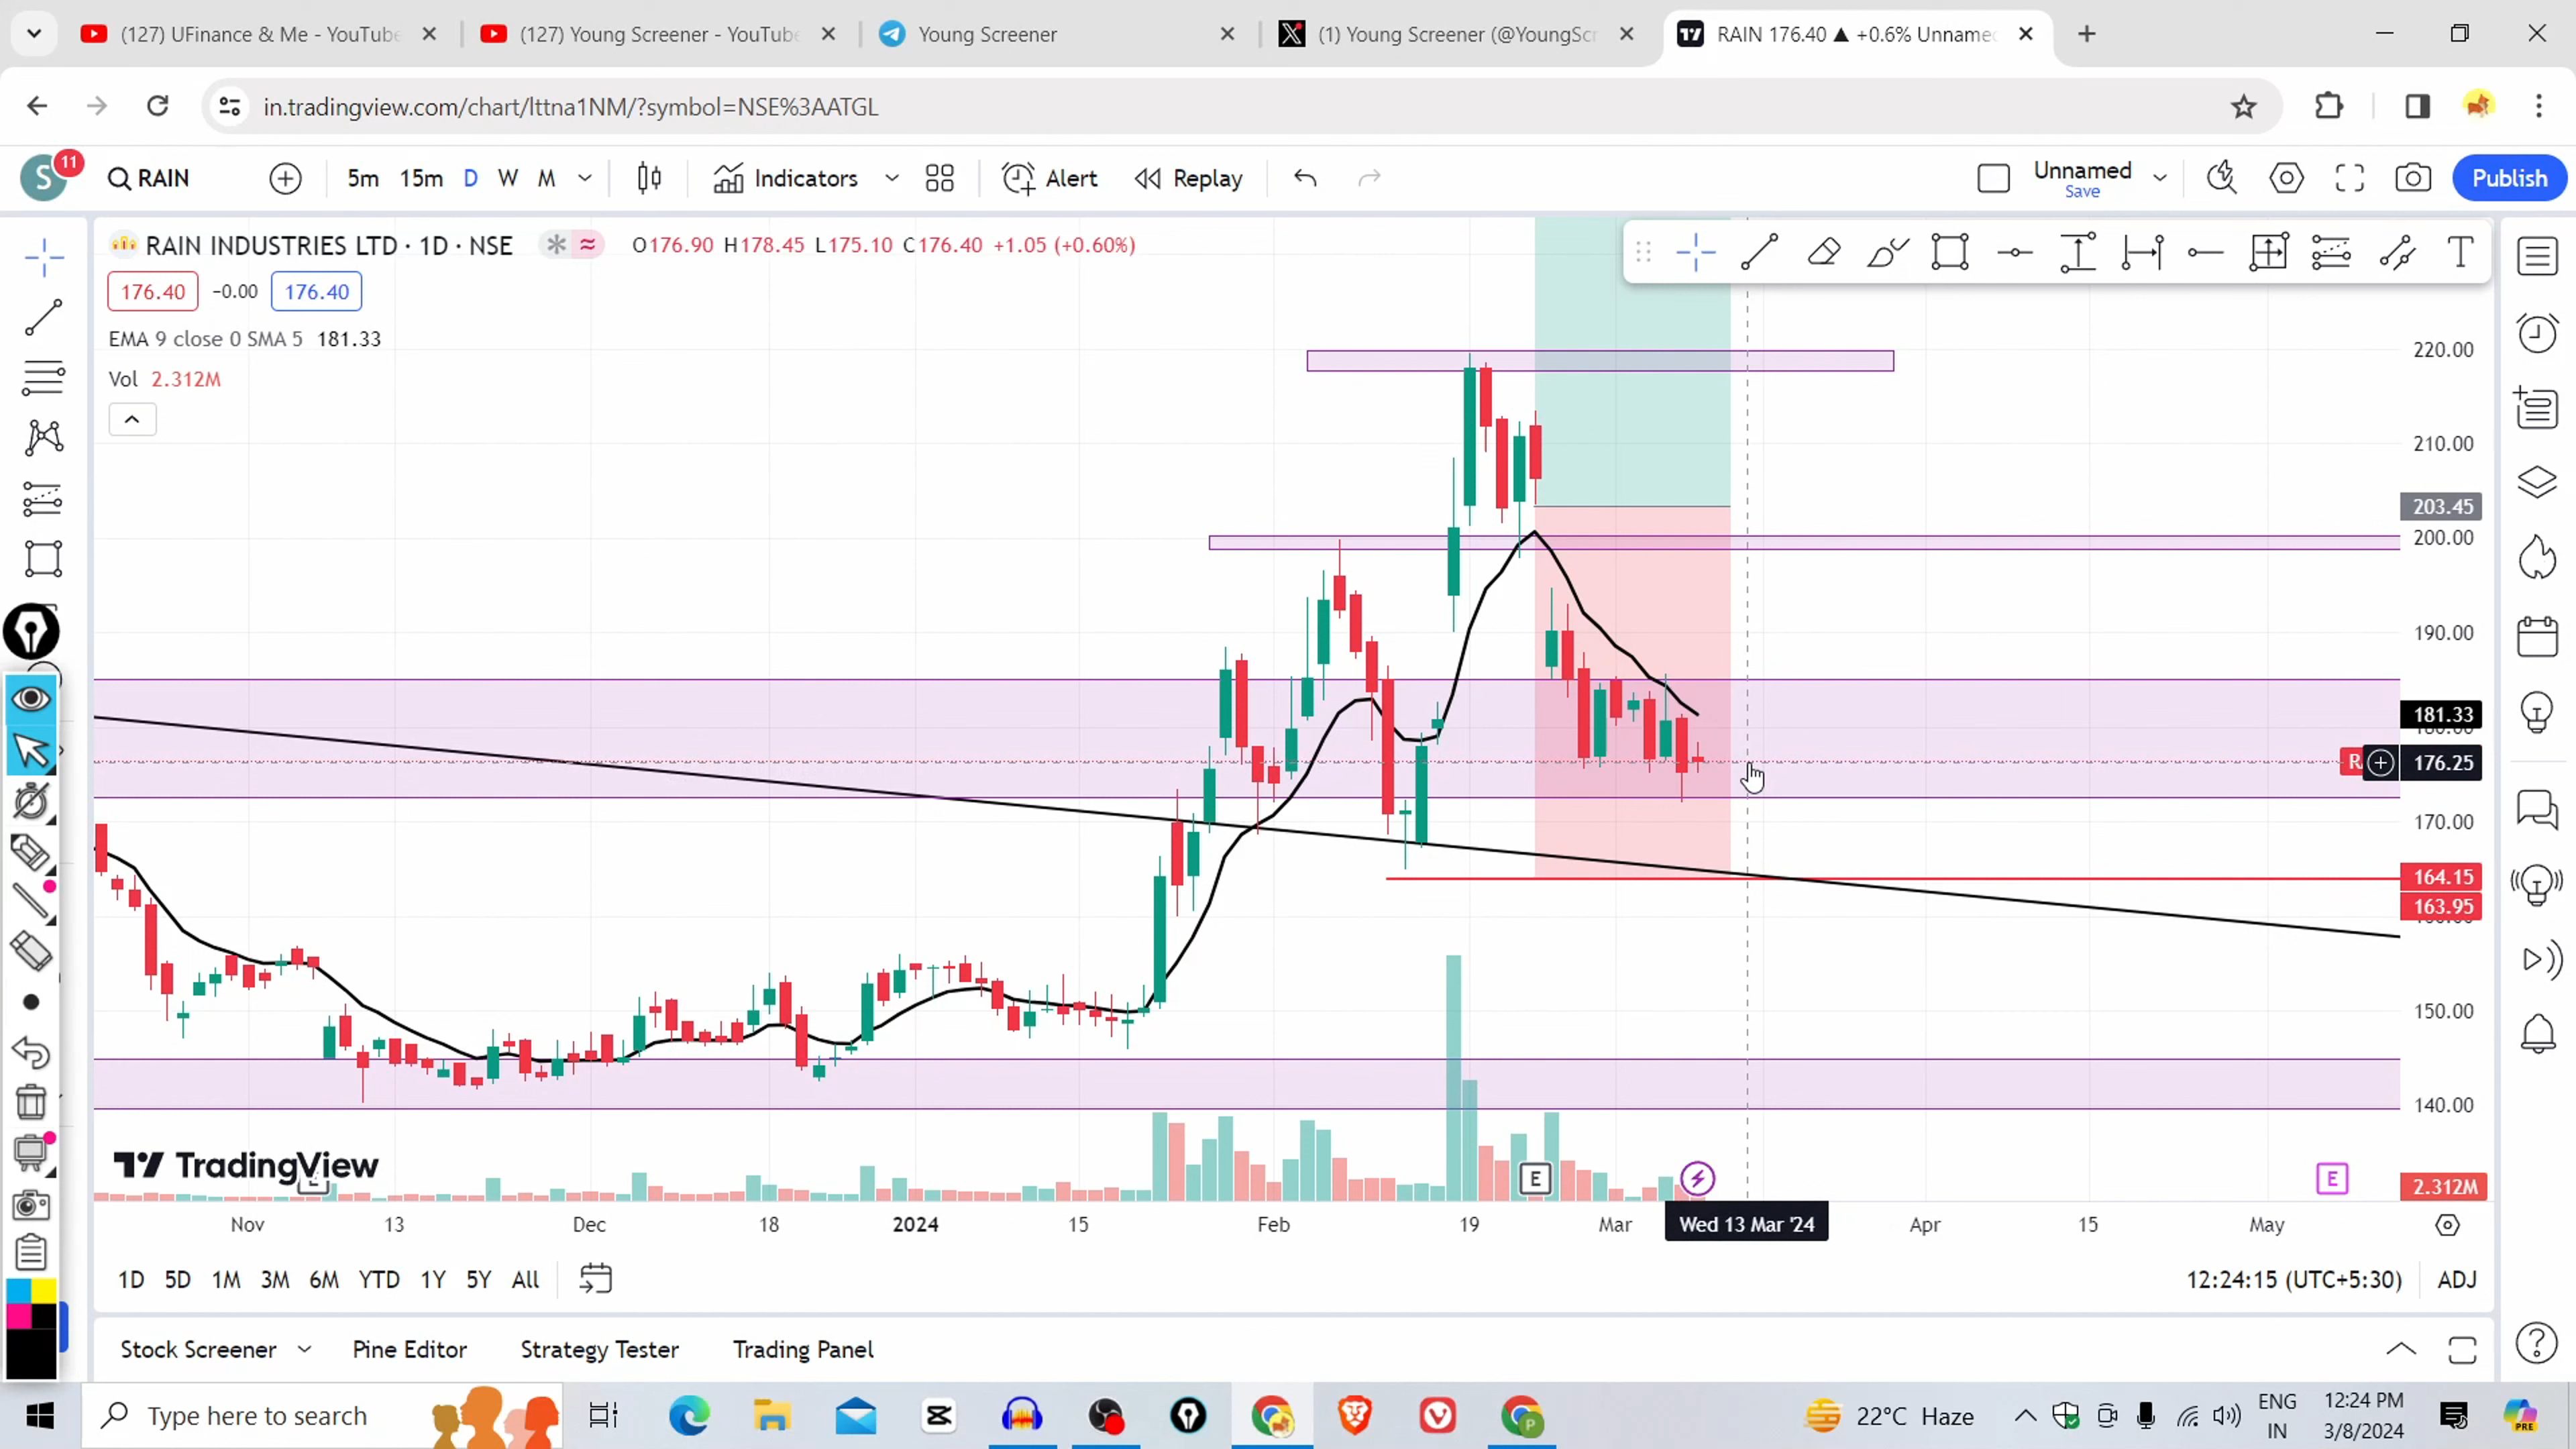 (127) UFinance & Me - YouTube
(127) Young Screener - YouTube
Young Screener
(1) Young Screener (@YoungScr
RAIN 176.40 ▲ +0.6% Unnamed
in.tradingview.com/chart/lttna1NM/?symbol=NSE%3AATGL
S
11
RAIN
5m
15m
D
W
M
Indicators
Alert
Replay
Unnamed
Save
Publish
RAIN INDUSTRIES LTD · 1D · NSE
O176.90 H178.45 L175.10 C176.40 +1.05 (+0.60%)
176.40
-0.00
176.40
EMA 9 close 0 SMA 5 181.33
Vol 2.312M
220.00
210.00
203.45
200.00
190.00
181.33
176.25
170.00
164.15
163.95
150.00
140.00
2.312M
TradingView
E
E
Nov
13
Dec
18
2024
15
Feb
19
Mar
Wed 13 Mar '24
Apr
15
May
1D
5D
1M
3M
6M
YTD
1Y
5Y
All
12:24:15 (UTC+5:30)
ADJ
Stock Screener
Pine Editor
Strategy Tester
Trading Panel
Type here to search
22°C Haze
ENG
IN
12:24 PM
3/8/2024
PRE